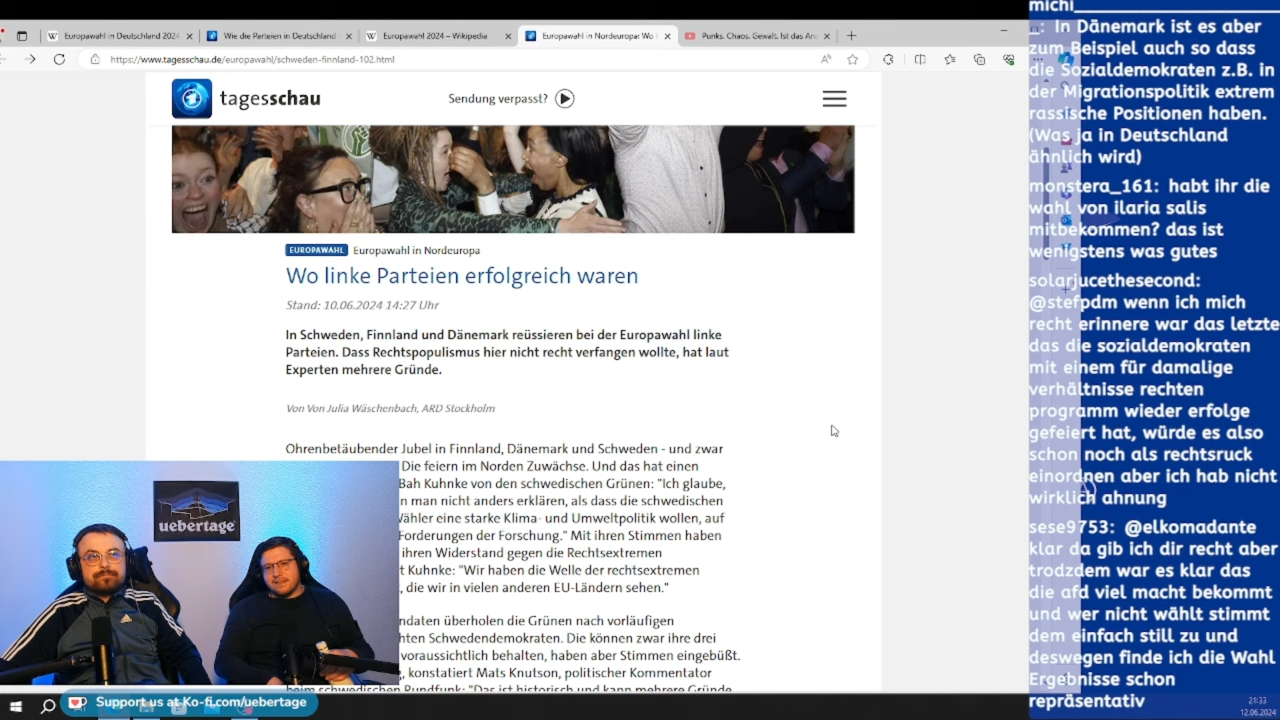 Europawahl in Deutschland 2024
Wie die Parteien in Deutschland
Europawahl 2024 – Wikipedia
Europawahl in Nordeuropa: Wo
Punks. Chaos. Gewalt. Ist das An
https://www.tagesschau.de/europawahl/schweden-finnland-102.html
tagesschau
Sendung verpasst?
EUROPAWAHL Europawahl in Nordeuropa
Wo linke Parteien erfolgreich waren
Stand: 10.06.2024 14:27 Uhr
In Schweden, Finnland und Dänemark reüssieren bei der Europawahl linke
Parteien. Dass Rechtspopulismus hier nicht recht verfangen wollte, hat laut
Experten mehrere Gründe.
Von Von Julia Wäschenbach, ARD Stockholm
Ohrenbetäubender Jubel in Finnland, Dänemark und Schweden - und zwar
Die feiern im Norden Zuwächse. Und das hat einen
Bah Kuhnke von den schwedischen Grünen: "Ich glaube,
n man nicht anders erklären, als dass die schwedischen
Wähler eine starke Klima- und Umweltpolitik wollen, auf
Forderungen der Forschung." Mit ihren Stimmen haben
ihren Widerstand gegen die Rechtsextremen
t Kuhnke: "Wir haben die Welle der rechtsextremen
, die wir in vielen anderen EU-Ländern sehen."
ndaten überholen die Grünen nach vorläufigen
hten Schwedendemokraten. Die können zwar ihre drei
voraussichtlich behalten, haben aber Stimmen eingebüßt.
, konstatiert Mats Knutson, politischer Kommentator
beim schwedischen Rundfunk: "Das ist historisch und kann mehrere Gründe
uebertage
Support us at Ko-fi.com/uebertage
michi_
_: In Dänemark ist es aber
zum Beispiel auch so dass
die Sozialdemokraten z.B. in
der Migrationspolitik extrem
rassische Positionen haben.
(Was ja in Deutschland
ähnlich wird)
monstera_161: habt ihr die
wahl von ilaria salis
mitbekommen? das ist
wenigstens was gutes
solarjucethesecond:
@stefpdm wenn ich mich
recht erinnere war das letzte
das die sozialdemokraten
mit einem für damalige
verhältnisse rechten
programm wieder erfolge
gefeiert hat, würde es also
schon noch als rechtsruck
einordnen aber ich hab nicht
wirklich ahnung
sese9753: @elkomadante
klar da gib ich dir recht aber
trodzdem war es klar das
die afd viel macht bekommt
und wer nicht wählt stimmt
dem einfach still zu und
deswegen finde ich die Wahl
Ergebnisse schon
repräsentativ
21:33
12.06.2024